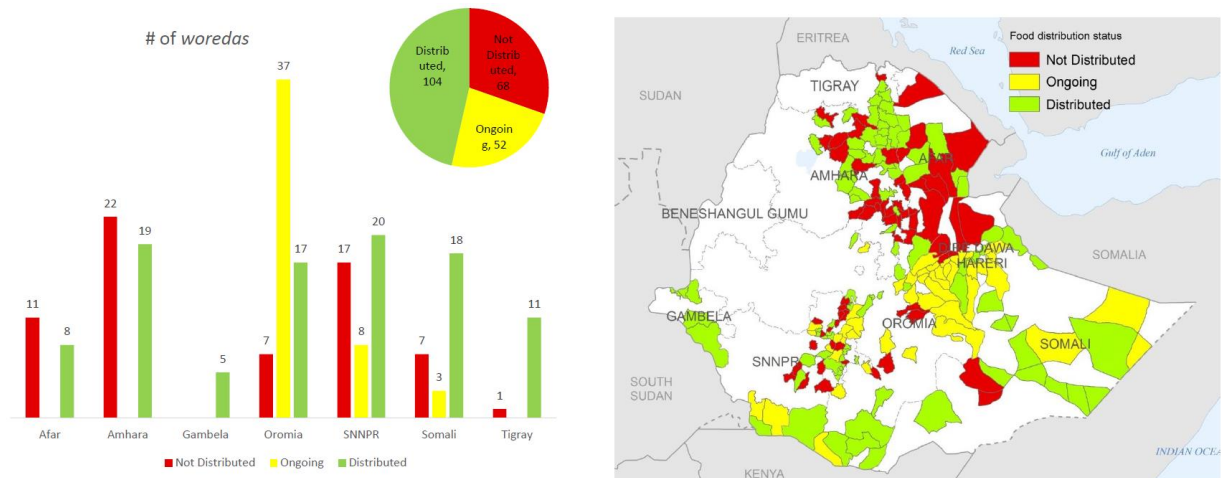 # of woredas
Distrib
uted,
104
Not
Distrib
uted,
68
Ongoin
g, 52
37
22
20
19
17
17
18
11
11
8
8
7
7
5
3
1
Afar
Amhara
Gambela
Oromia
SNNPR
Somali
Tigray
Not Distributed
Ongoing
Distributed
Food distribution status
Not Distributed
Ongoing
Distributed
ERITREA
Red Sea
SUDAN
TIGRAY
Gulf of Aden
AFAR
AMHARA
BENESHANGUL GUMU
DIRE DAWA
HARERI
SOMALIA
GAMBELA
OROMIA
SOMALI
SNNPR
SOUTH
SUDAN
KENYA
INDIAN OCEA